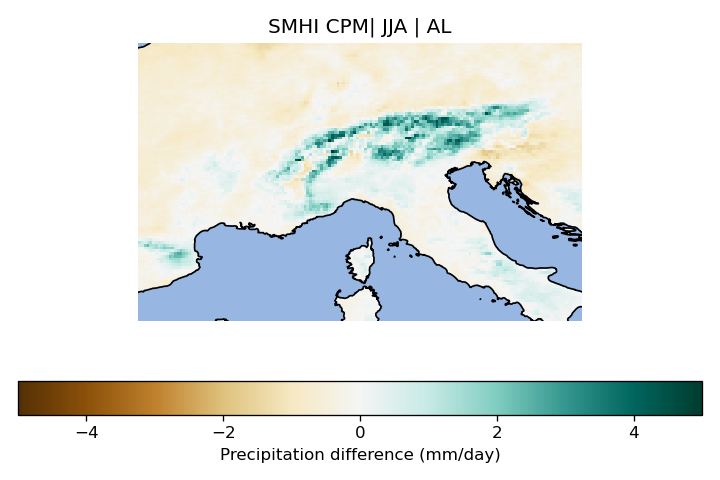 SMHI CPM| JJA | AL
−4 −2 0 2 4
Precipitation difference (mm/day)